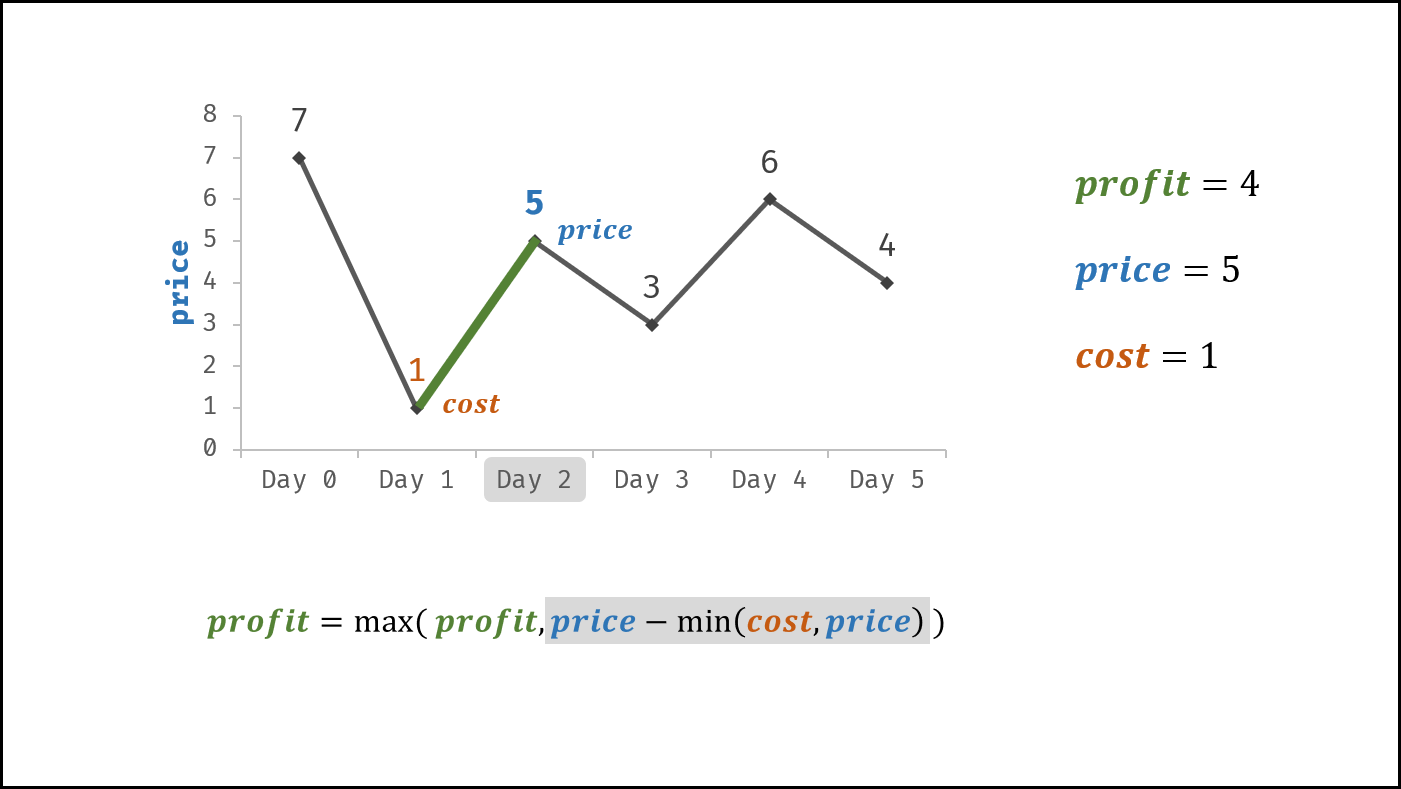 8
7
6
5
4
3
2
1
0
price
7
1
cost
5
price
3
6
4
Day 0 Day 1 Day 2 Day 3 Day 4 Day 5
profit = 4
price = 5
cost = 1
profit = max( profit, price − min(cost, price) )